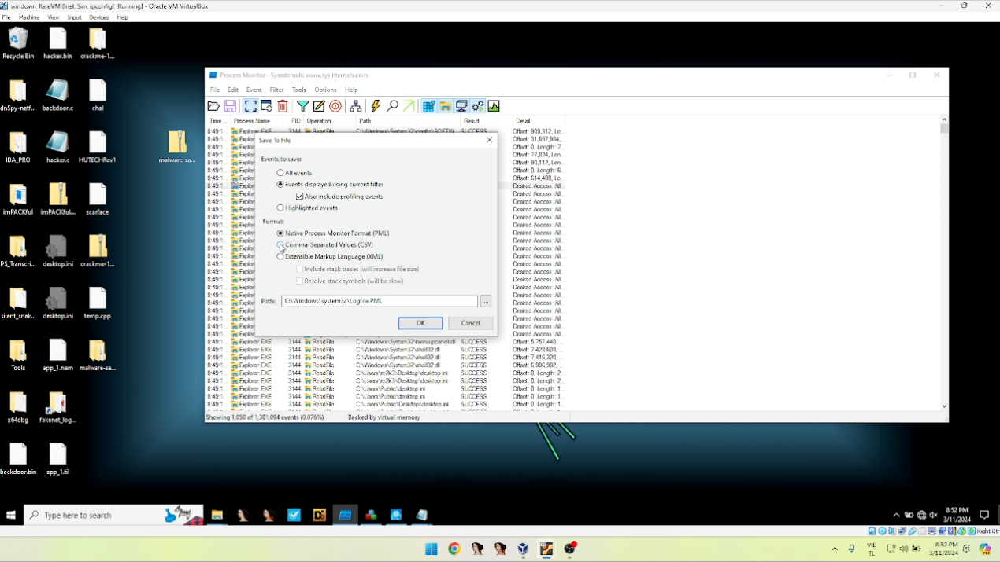 window_flareVM (Inet_Sim_ipconfig) [Running] - Oracle VM VirtualBox
File Machine View Input Devices Help
Recycle Bin hacker.bin crackme-1...
dnSpy-netf... backdoor.c chal
IDA_PRO hacker.c HUTECHRev1
malware-sa...
imPACKful imPACKful... scarface
PS_Transcri... desktop.ini crackme-1...
silent_snak... desktop.ini temp.cpp
Tools app_1.nam malware-sa...
x64dbg fakenet_log...
backdoor.bin app_1.til
Process Monitor - Sysinternals: www.sysinternals.com
File Edit Event Filter Tools Options Help
Time ... Process Name PID Operation Path Result Detail
Offset: 909,312, Le...
Offset: 31,657,984,...
Offset: 0, Length: 7...
Offset: 77,824, Len...
Offset: 90,112, Len...
Offset: 0, Length: 6...
Offset: 614,400, Le...
Desired Access: All...
Save To File
Events to save:
All events
Events displayed using current filter
Also include profiling events
Highlighted events
Format:
Native Process Monitor Format (PML)
Comma-Separated Values (CSV)
Extensible Markup Language (XML)
Include stack traces (will increase file size)
Resolve stack symbols (will be slow)
Path: C:\Windows\system32\Logfile.PML ...
OK Cancel
8:49:1... Explorer.EXE 3144 ReadFile C:\Windows\System32\twinui.pcshell.dll SUCCESS Offset: 5,757,440,...
8:49:1... Explorer.EXE 3144 ReadFile C:\Windows\System32\shell32.dll SUCCESS Offset: 7,428,608,...
8:49:1... Explorer.EXE 3144 ReadFile C:\Windows\System32\shell32.dll SUCCESS Offset: 7,416,320,...
8:49:1... Explorer.EXE 3144 ReadFile C:\Windows\System32\shell32.dll SUCCESS Offset: 6,996,992,...
8:49:1... Explorer.EXE 3144 ReadFile C:\Users\re2k3\Desktop\desktop.ini SUCCESS Offset: 0, Length: 2...
8:49:1... Explorer.EXE 3144 ReadFile C:\Users\re2k3\Desktop\desktop.ini SUCCESS Offset: 0, Length: 2...
8:49:1... Explorer.EXE 3144 ReadFile C:\Users\Public\desktop.ini SUCCESS Offset: 0, Length: 1...
8:49:1... Explorer.EXE 3144 ReadFile C:\Users\Public\desktop.ini SUCCESS Offset: 0, Length: 1...
8:49:1... Explorer.EXE 3144 ReadFile C:\Users\Public\Desktop\desktop.ini SUCCESS Offset: 0, Length: 1...
Showing 1,050 of 1,381,094 events (0.076%) Backed by virtual memory
Type here to search
8:52 PM
3/11/2024
Right Ctrl
VIE
TL
8:52 PM
3/11/2024